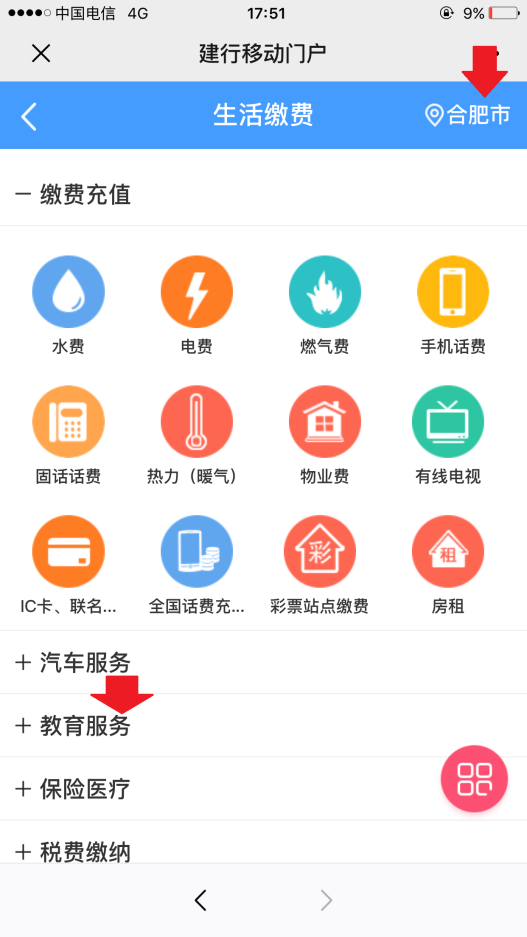 中国电信 4G 17:51 9%
建行移动门户
生活缴费 合肥市
缴费充值
水费 电费 燃气费 手机话费
固话话费 热力（暖气） 物业费 有线电视
彩 租
IC卡、联名... 全国话费充... 彩票站点缴费 房租
汽车服务
教育服务
保险医疗
税费缴纳